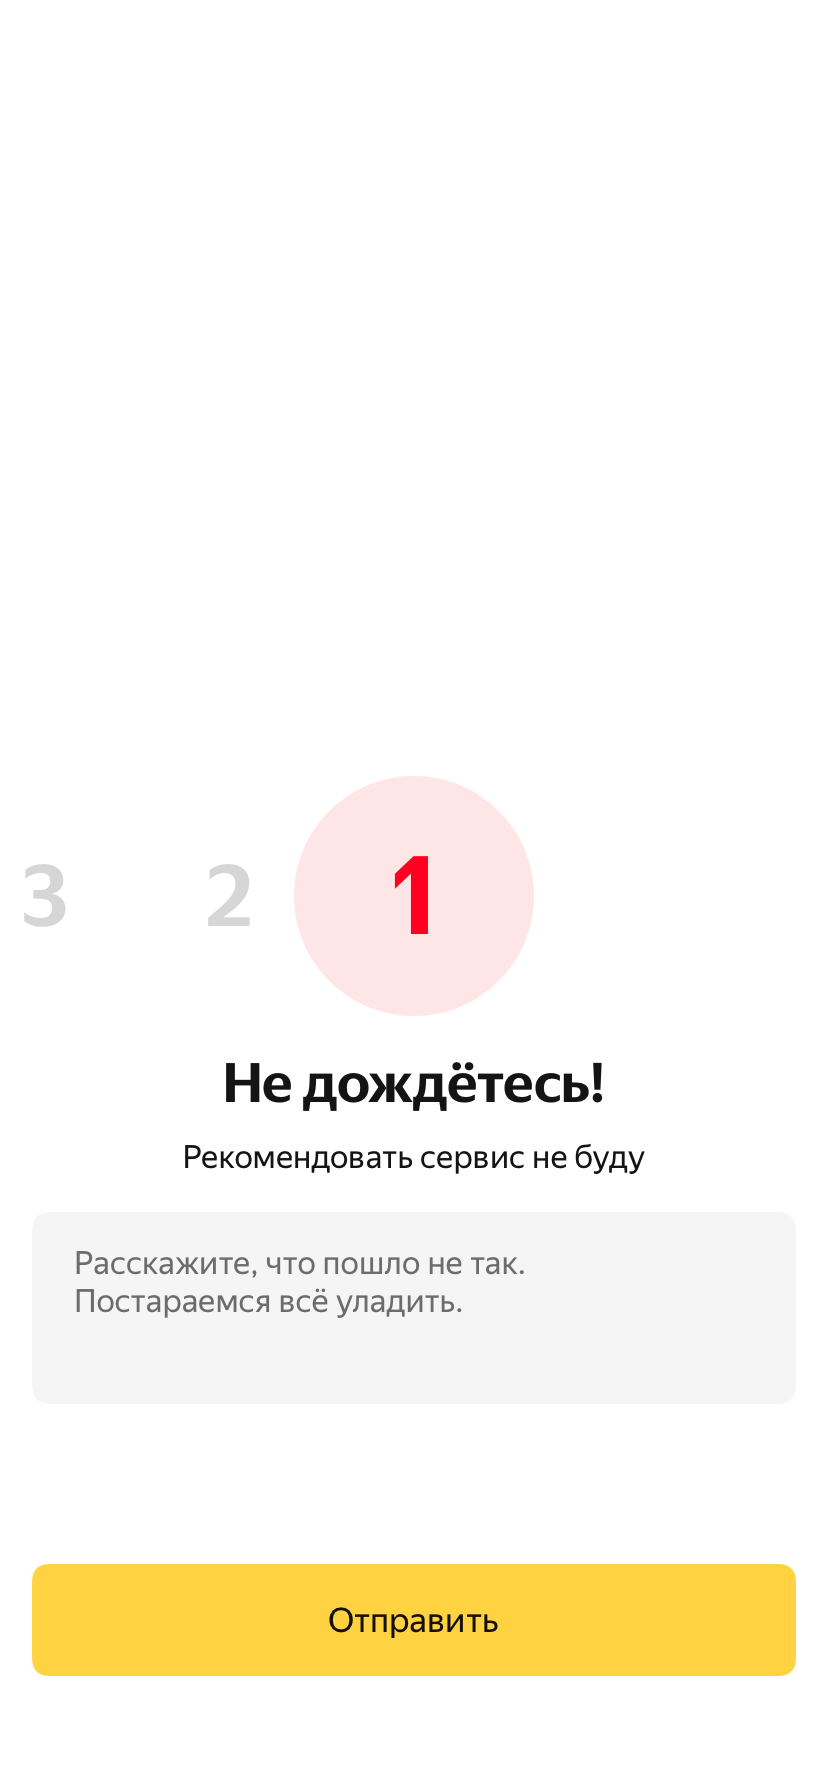 3 2 1
Не дождётесь!
Рекомендовать сервис не буду
Расскажите, что пошло не так.
Постараемся всё уладить.
Отправить